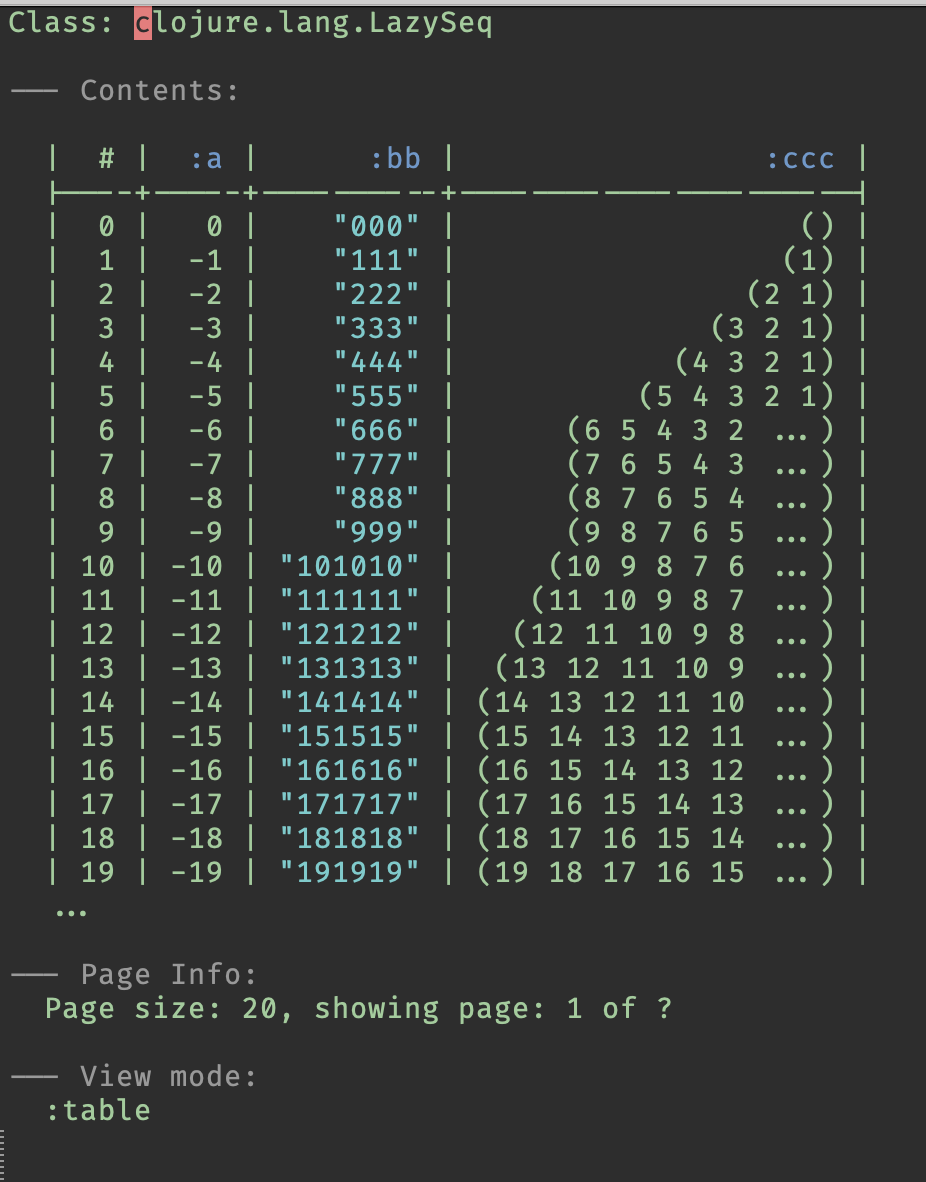 Class: clojure.lang.LazySeq
─── Contents:
|  # |  :a |      :bb |                 :ccc |
|----+-----+----------+----------------------|
|  0 |   0 |    "000" |                   () |
|  1 |  -1 |    "111" |                  (1) |
|  2 |  -2 |    "222" |                (2 1) |
|  3 |  -3 |    "333" |              (3 2 1) |
|  4 |  -4 |    "444" |            (4 3 2 1) |
|  5 |  -5 |    "555" |          (5 4 3 2 1) |
|  6 |  -6 |    "666" |      (6 5 4 3 2 ...) |
|  7 |  -7 |    "777" |      (7 6 5 4 3 ...) |
|  8 |  -8 |    "888" |      (8 7 6 5 4 ...) |
|  9 |  -9 |    "999" |      (9 8 7 6 5 ...) |
| 10 | -10 | "101010" |     (10 9 8 7 6 ...) |
| 11 | -11 | "111111" |    (11 10 9 8 7 ...) |
| 12 | -12 | "121212" |   (12 11 10 9 8 ...) |
| 13 | -13 | "131313" |  (13 12 11 10 9 ...) |
| 14 | -14 | "141414" | (14 13 12 11 10 ...) |
| 15 | -15 | "151515" | (15 14 13 12 11 ...) |
| 16 | -16 | "161616" | (16 15 14 13 12 ...) |
| 17 | -17 | "171717" | (17 16 15 14 13 ...) |
| 18 | -18 | "181818" | (18 17 16 15 14 ...) |
| 19 | -19 | "191919" | (19 18 17 16 15 ...) |
...
─── Page Info:
Page size: 20, showing page: 1 of ?
─── View mode:
:table